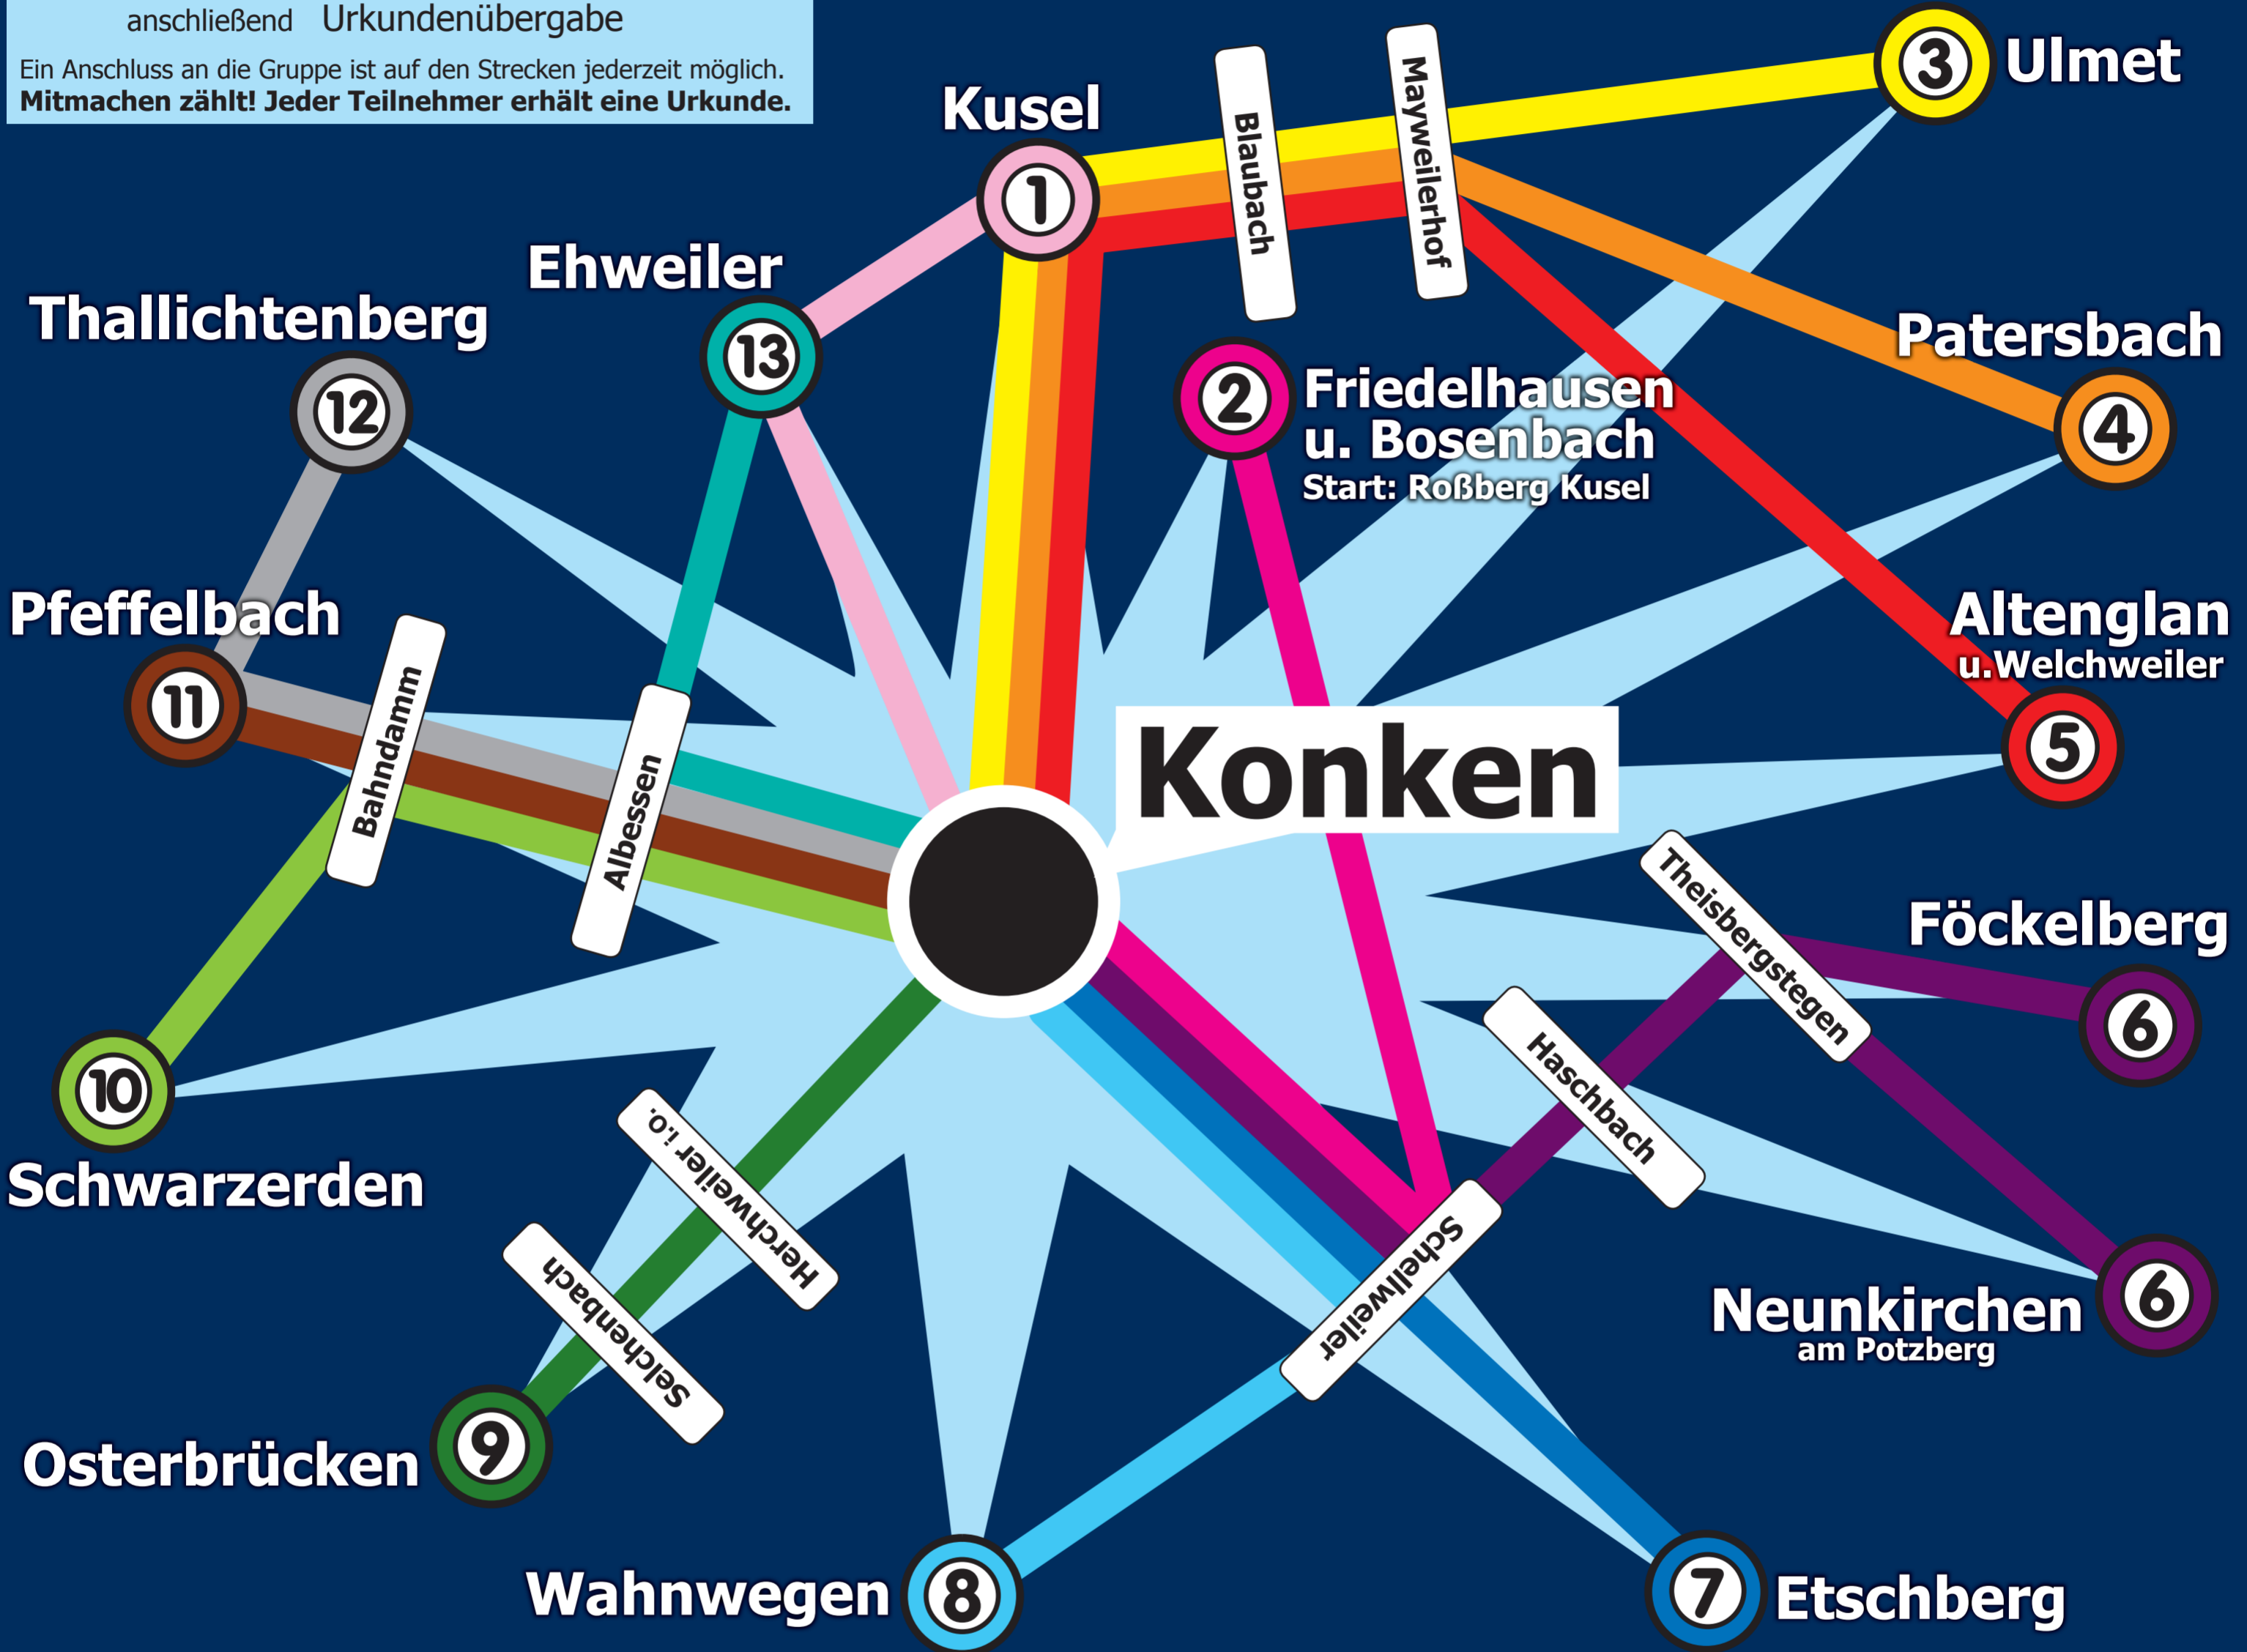 anschließend Urkundenübergabe
Ein Anschluss an die Gruppe ist auf den Strecken jederzeit möglich.
Mitmachen zählt! Jeder Teilnehmer erhält eine Urkunde.
3
Ulmet
Kusel
1
Blaubach
Mayweilerhof
Ehweiler
13
Thallichtenberg
12
2
Friedelhausen
u. Bosenbach
Start: Roßberg Kusel
Patersbach
4
Pfeffelbach
11
Bahndamm
Albessen
Konken
Altenglan
u.Welchweiler
5
Theisbergstegen
Föckelberg
6
Haschbach
10
Schwarzerden
Herchweiler i.O.
Selchenbach
Schellweiler
Neunkirchen
am Potzberg
6
9
Osterbrücken
Wahnwegen
8
7
Etschberg